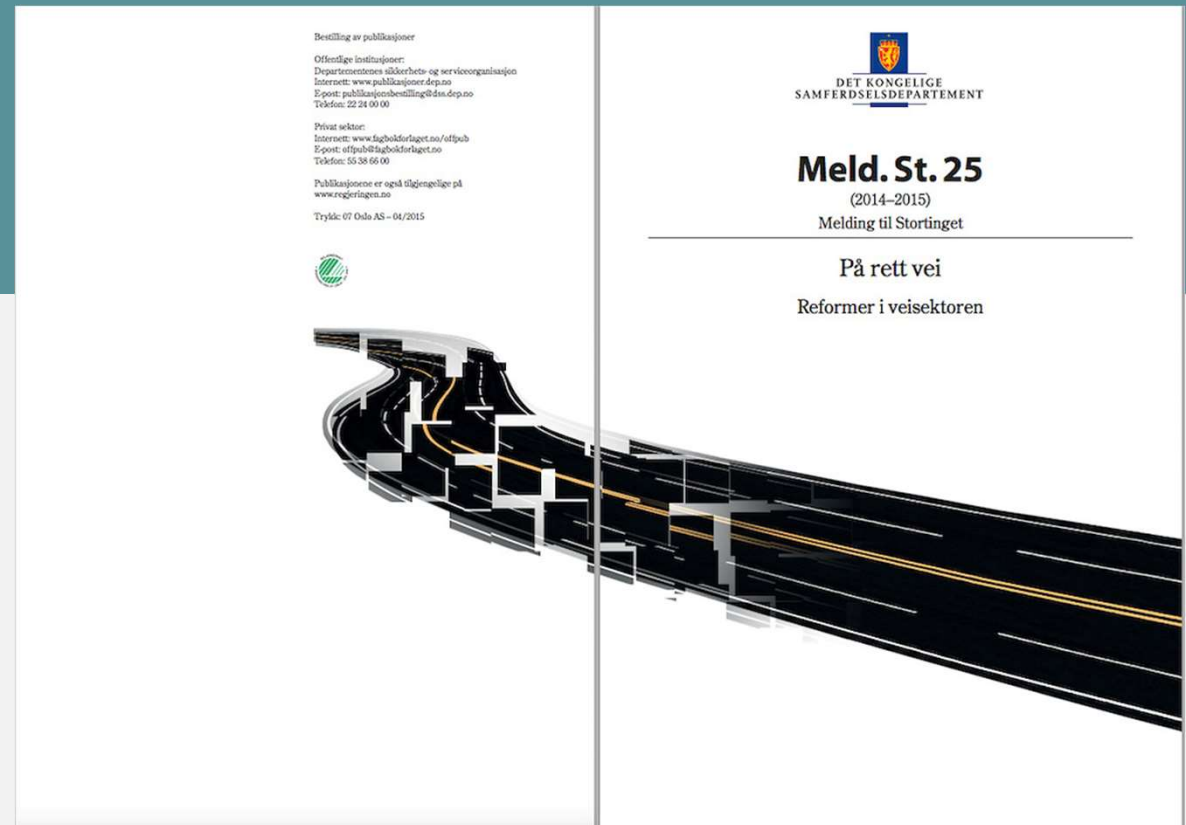 Bestilling av publikasjoner
Offentlige institusjoner:
Departementenes sikkerhets- og serviceorganisasjon
Internett: www.publikasjoner.dep.no
E-post: publikasjonsbestilling@dss.dep.no
Telefon: 22 24 00 00
Privat sektor:
Internett: www.fagbokforlaget.no/offpub
E-post: offpub@fagbokforlaget.no
Telefon: 55 38 66 00
Publikasjonene er også tilgjengelige på
www.regjeringen.no
Trykk: 07 Oslo AS – 04/2015
DET KONGELIGE
SAMFERDSELSDEPARTEMENT
Meld. St. 25
(2014–2015)
Melding til Stortinget
På rett vei
Reformer i veisektoren